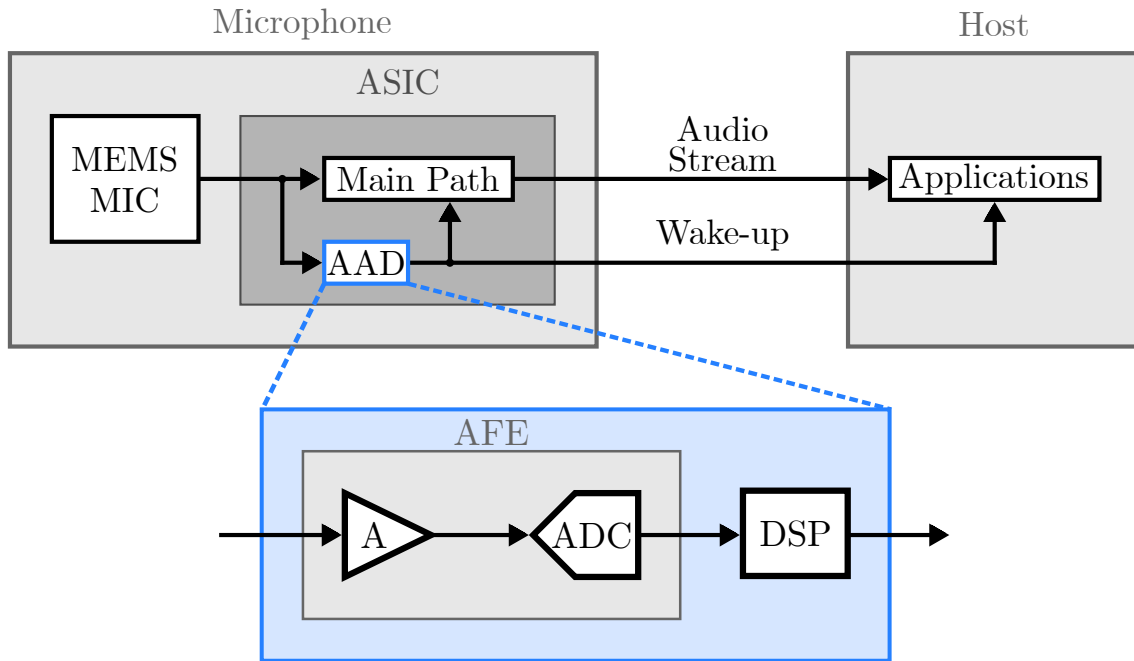 Microphone
Host
ASIC
MEMS
MIC
Main Path
Audio
Stream
Applications
AAD
Wake-up
AFE
A
ADC
DSP